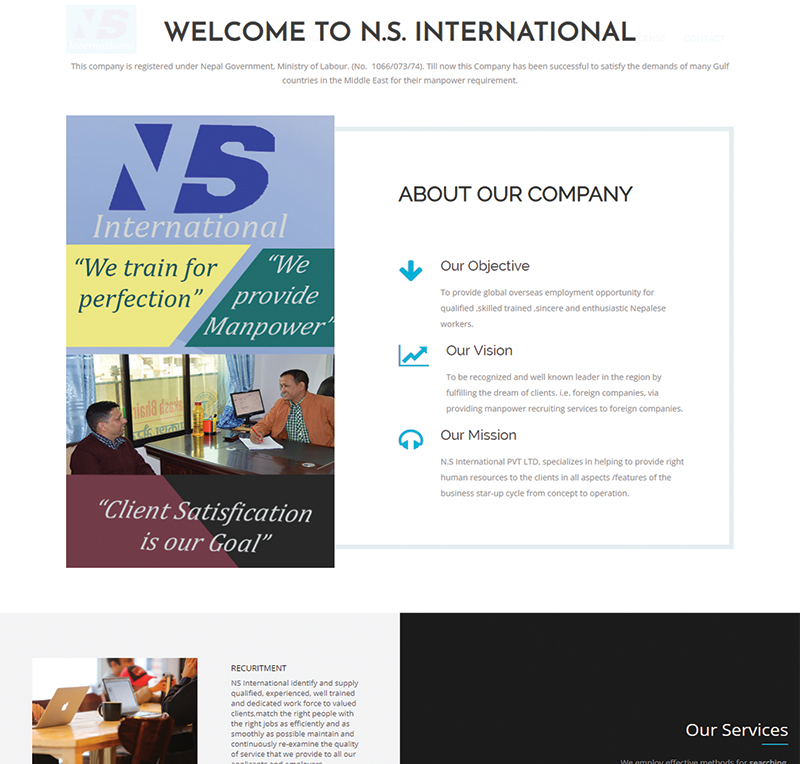 WELCOME TO N.S. INTERNATIONAL
This company is registered under Nepal Government, Ministry of Labour. (No. 1066/073/74). Till now this Company has been successful to satisfy the demands of many Gulf
countries in the Middle East for their manpower requirement.
NS
International
“We train for
perfection”
“We
provide
Manpower”
“Client Satisfication
is our Goal”
ABOUT OUR COMPANY
Our Objective
To provide global overseas employment opportunity for
qualified ,skilled trained ,sincere and enthusiastic Nepalese
workers.
Our Vision
To be recognized and well known leader in the region by
fulfilling the dream of clients. i.e. foreign companies, via
providing manpower recruiting services to foreign companies.
Our Mission
N.S International PVT LTD, specializes in helping to provide right
human resources to the clients in all aspects /features of the
business star-up cycle from concept to operation.
RECURITMENT
NS International identify and supply
qualified, experienced, well trained
and dedicated work force to valued
clients,match the right people with
the right jobs as efficiently and as
smoothly as possible maintain and
continuously re-examine the quality
of service that we provide to all our
applicants and employers
Our Services
We employ effective methods for searching,